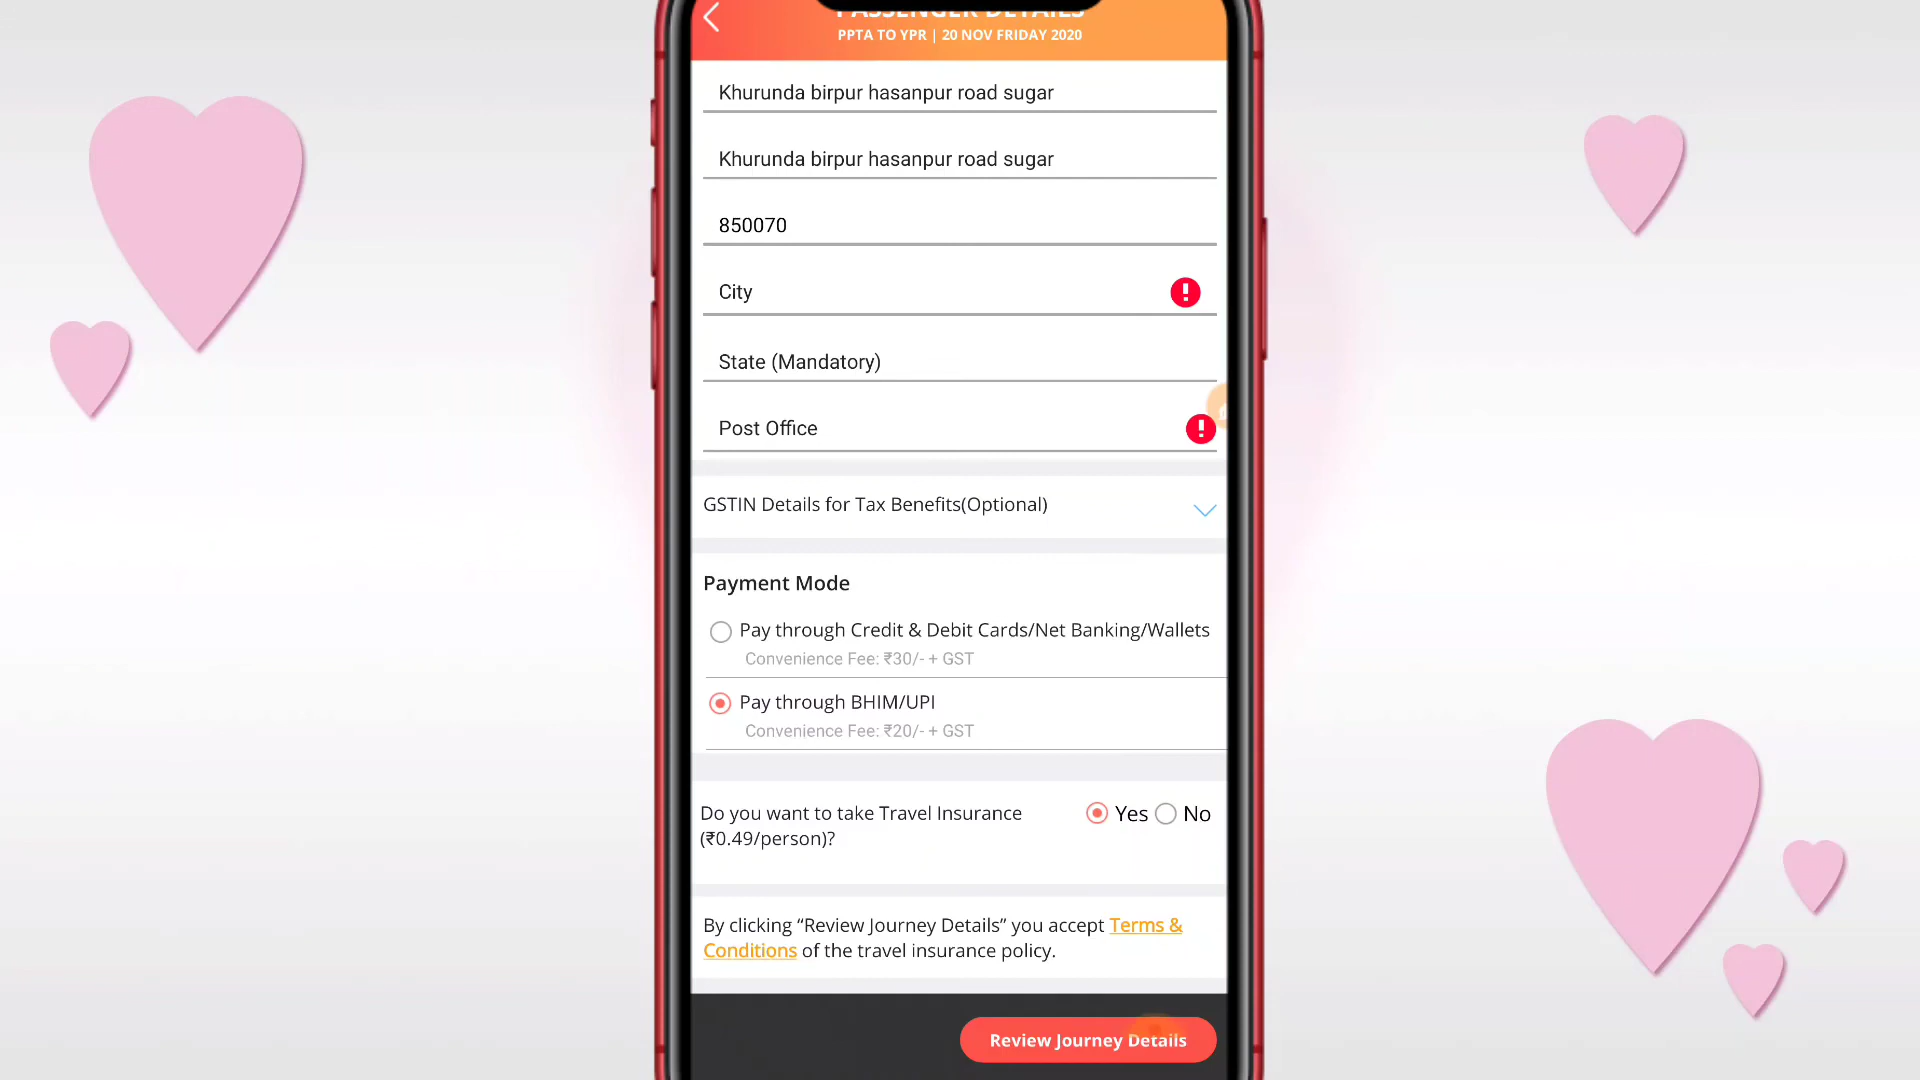 PASSENGER DETAILS
PPTA TO YPR | 20 NOV FRIDAY 2020
Khurunda birpur hasanpur road sugar
Khurunda birpur hasanpur road sugar
850070
City
State (Mandatory)
Post Office
GSTIN Details for Tax Benefits(Optional)
Payment Mode
Pay through Credit & Debit Cards/Net Banking/Wallets
Convenience Fee: ₹30/- + GST
Pay through BHIM/UPI
Convenience Fee: ₹20/- + GST
Do you want to take Travel Insurance
(₹0.49/person)?
Yes No
By clicking “Review Journey Details” you accept Terms &
Conditions of the travel insurance policy.
Review Journey Details